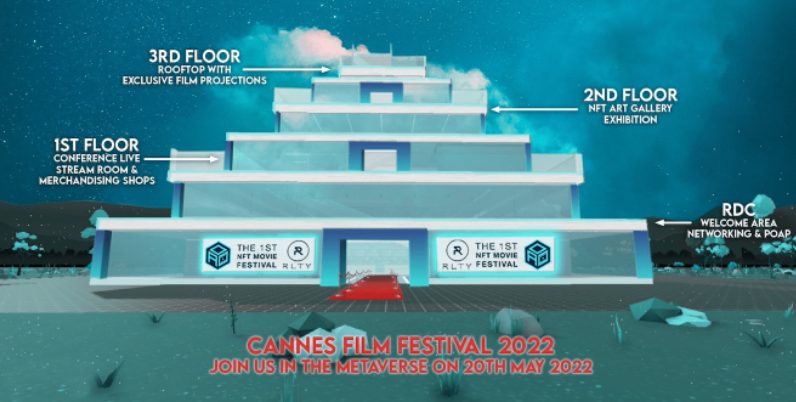 3RD FLOOR
ROOFTOP WITH
EXCLUSIVE FILM PROJECTIONS
2ND FLOOR
NFT ART GALLERY
EXHIBITION
1ST FLOOR
CONFERENCE LIVE
STREAM ROOM &
MERCHANDISING SHOPS
RDC
WELCOME AREA
NETWORKING & POAP
THE 1ST
NFT MOVIE
FESTIVAL
R
RLTY
R
RLTY
THE 1ST
NFT MOVIE
FESTIVAL
CANNES FILM FESTIVAL 2022
JOIN US IN THE METAVERSE ON 20TH MAY 2022